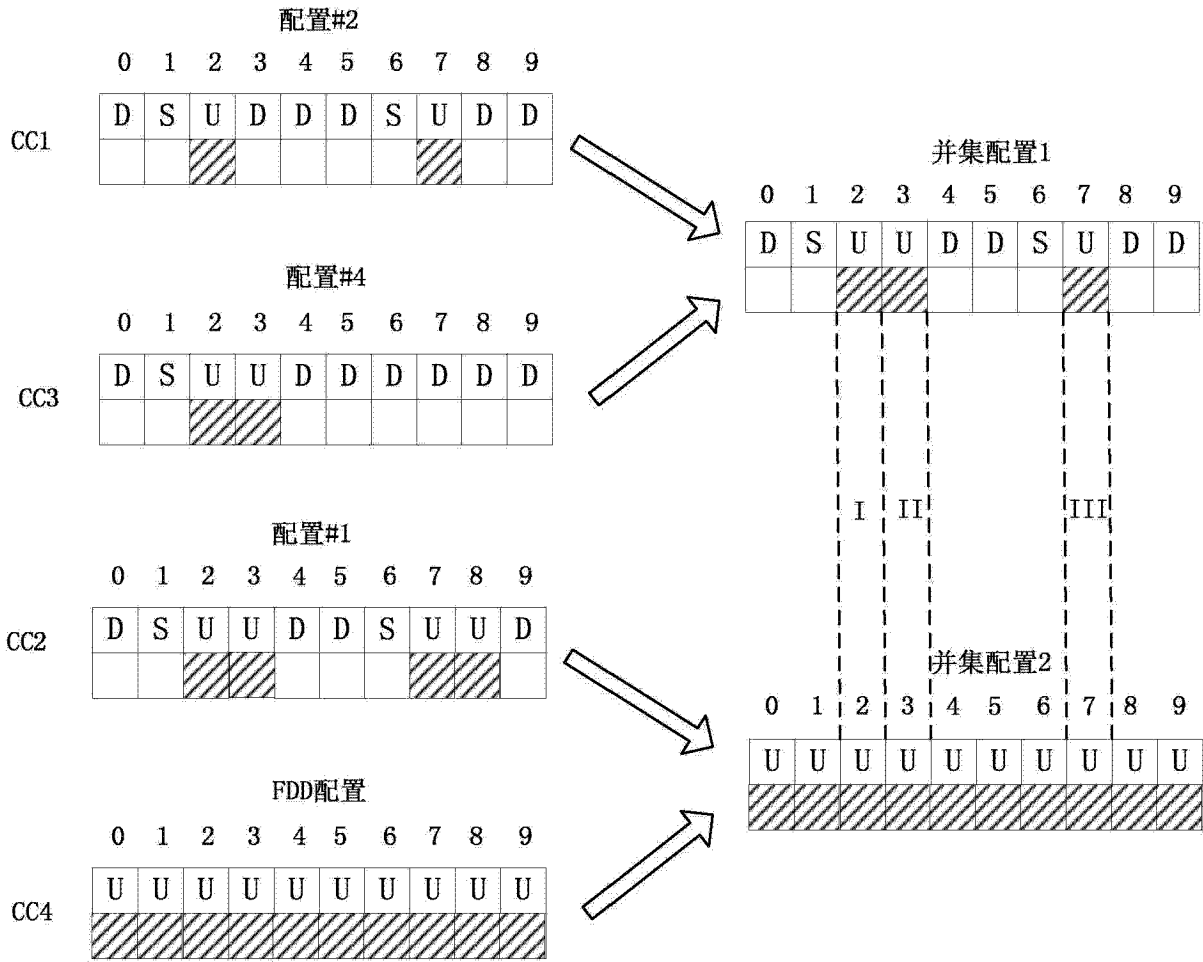 配置#2
0 1 2 3 4 5 6 7 8 9
D S U D D D S U D D
CC1
配置#4
0 1 2 3 4 5 6 7 8 9
D S U U D D D D D D
CC3
配置#1
0 1 2 3 4 5 6 7 8 9
D S U U D D S U U D
CC2
FDD配置
0 1 2 3 4 5 6 7 8 9
U U U U U U U U U U
CC4
并集配置1
0 1 2 3 4 5 6 7 8 9
D S U U D D S U D D
I II III
并集配置2
0 1 2 3 4 5 6 7 8 9
U U U U U U U U U U